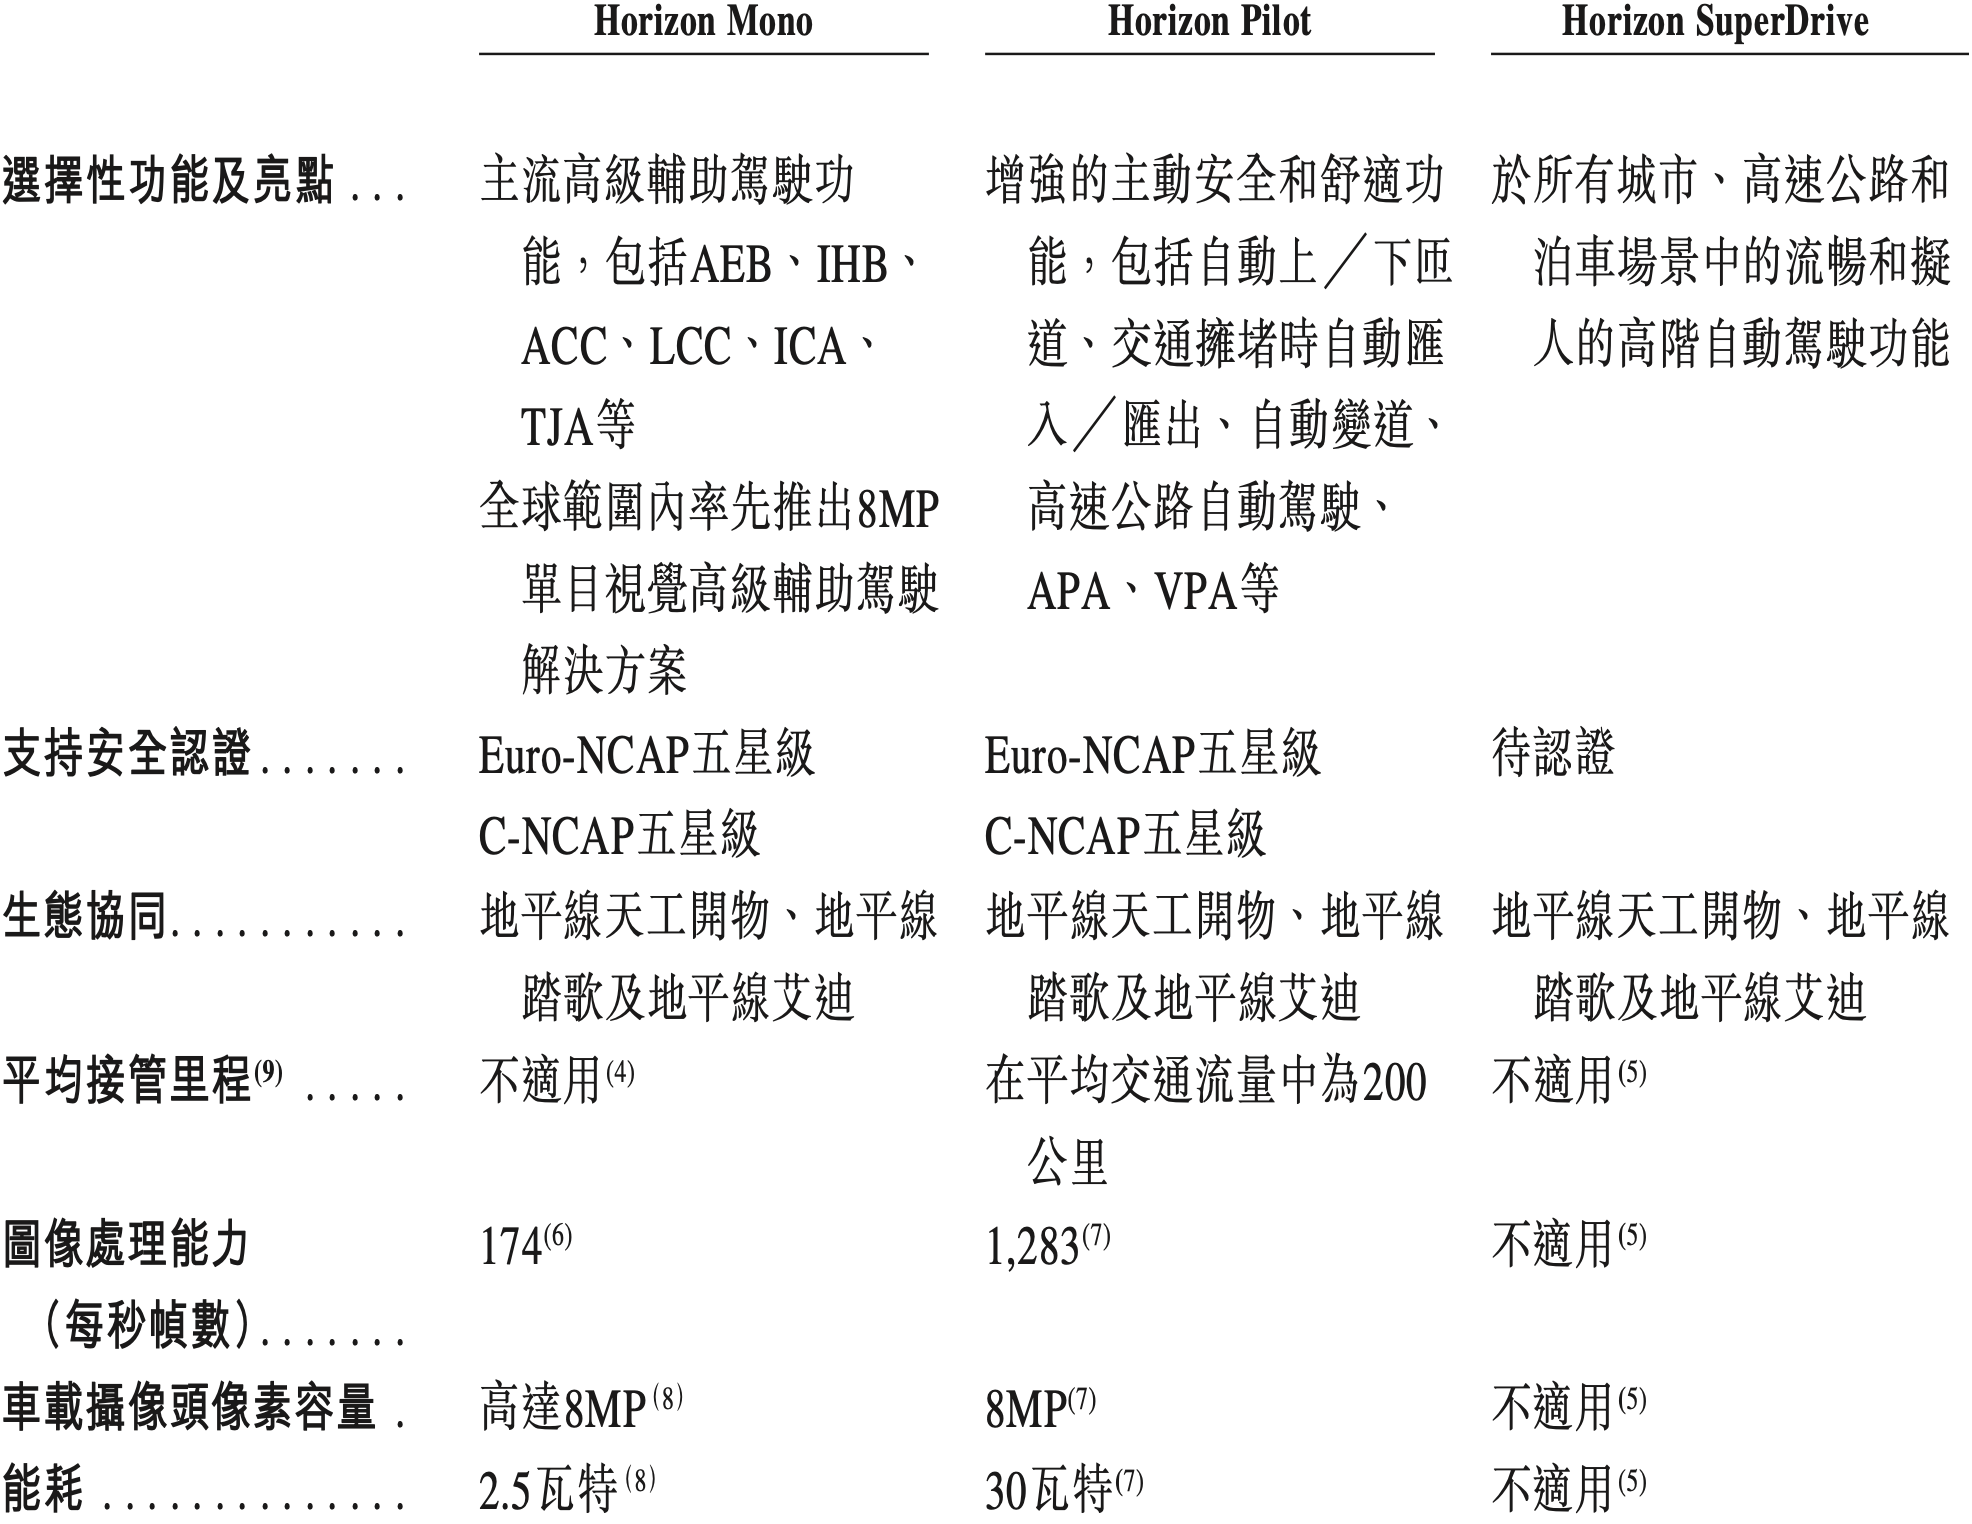 Horizon Mono Horizon Pilot Horizon SuperDrive
選擇性功能及亮點 . . . 主流高級輔助駕駛功 增強的主動安全和舒適功 於所有城市、高速公路和
能，包括AEB、IHB、 能，包括自動上／下匝 泊車場景中的流暢和擬
ACC、LCC、ICA、 道、交通擁堵時自動匯 人的高階自動駕駛功能
TJA等 入／匯出、自動變道、
全球範圍內率先推出8MP 高速公路自動駕駛、
單目視覺高級輔助駕駛 APA、VPA等
解決方案
支持安全認證 . . . . . . . Euro-NCAP五星級 Euro-NCAP五星級 待認證
C-NCAP五星級 C-NCAP五星級
生態協同. . . . . . . . . . . 地平線天工開物、地平線 地平線天工開物、地平線 地平線天工開物、地平線
踏歌及地平線艾迪 踏歌及地平線艾迪 踏歌及地平線艾迪
平均接管里程(9) . . . . . 不適用(4) 在平均交通流量中為200 不適用(5)
公里
圖像處理能力 174(6) 1,283(7) 不適用(5)
（每秒幀數）. . . . . . .
車載攝像頭像素容量 . 高達8MP(8) 8MP(7) 不適用(5)
能耗 . . . . . . . . . . . . . . 2.5瓦特(8) 30瓦特(7) 不適用(5)